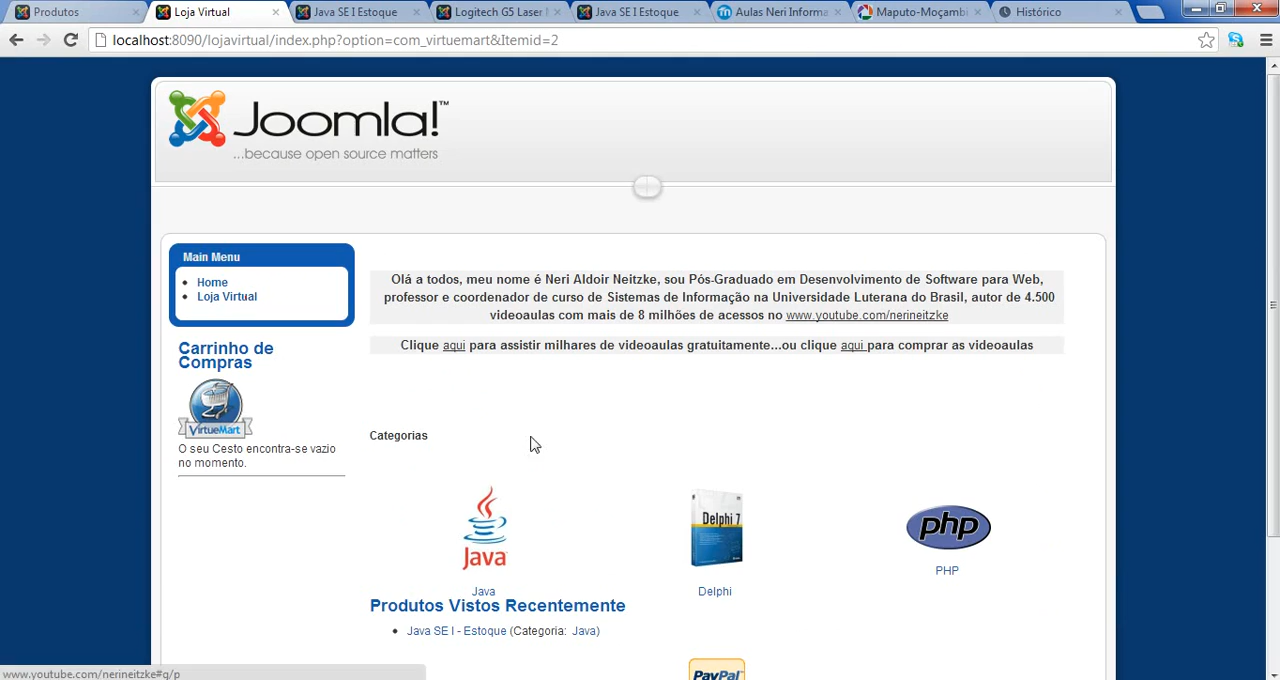 Produtos
Loja Virtual
Java SE I Estoque
Logitech G5 Laser
Java SE I Estoque
Aulas Neri Informa
Maputo-Moçambi
Histórico
localhost:8090/lojavirtual/index.php?option=com_virtuemart&Itemid=2
Joomla!™
...because open source matters
Main Menu
Home
Loja Virtual
Carrinho de
Compras
VirtueMart
O seu Cesto encontra-se vazio
no momento.
Olá a todos, meu nome é Neri Aldoir Neitzke, sou Pós-Graduado em Desenvolvimento de Software para Web,
professor e coordenador de curso de Sistemas de Informação na Universidade Luterana do Brasil, autor de 4.500
videoaulas com mais de 8 milhões de acessos no www.youtube.com/nerineitzke
Clique aqui para assistir milhares de videoaulas gratuitamente...ou clique aqui para comprar as videoaulas
Categorias
Java
Delphi 7
php
Java
Delphi
PHP
Produtos Vistos Recentemente
Java SE I - Estoque (Categoria: Java)
PayPal
www.youtube.com/nerineitzke#g/p